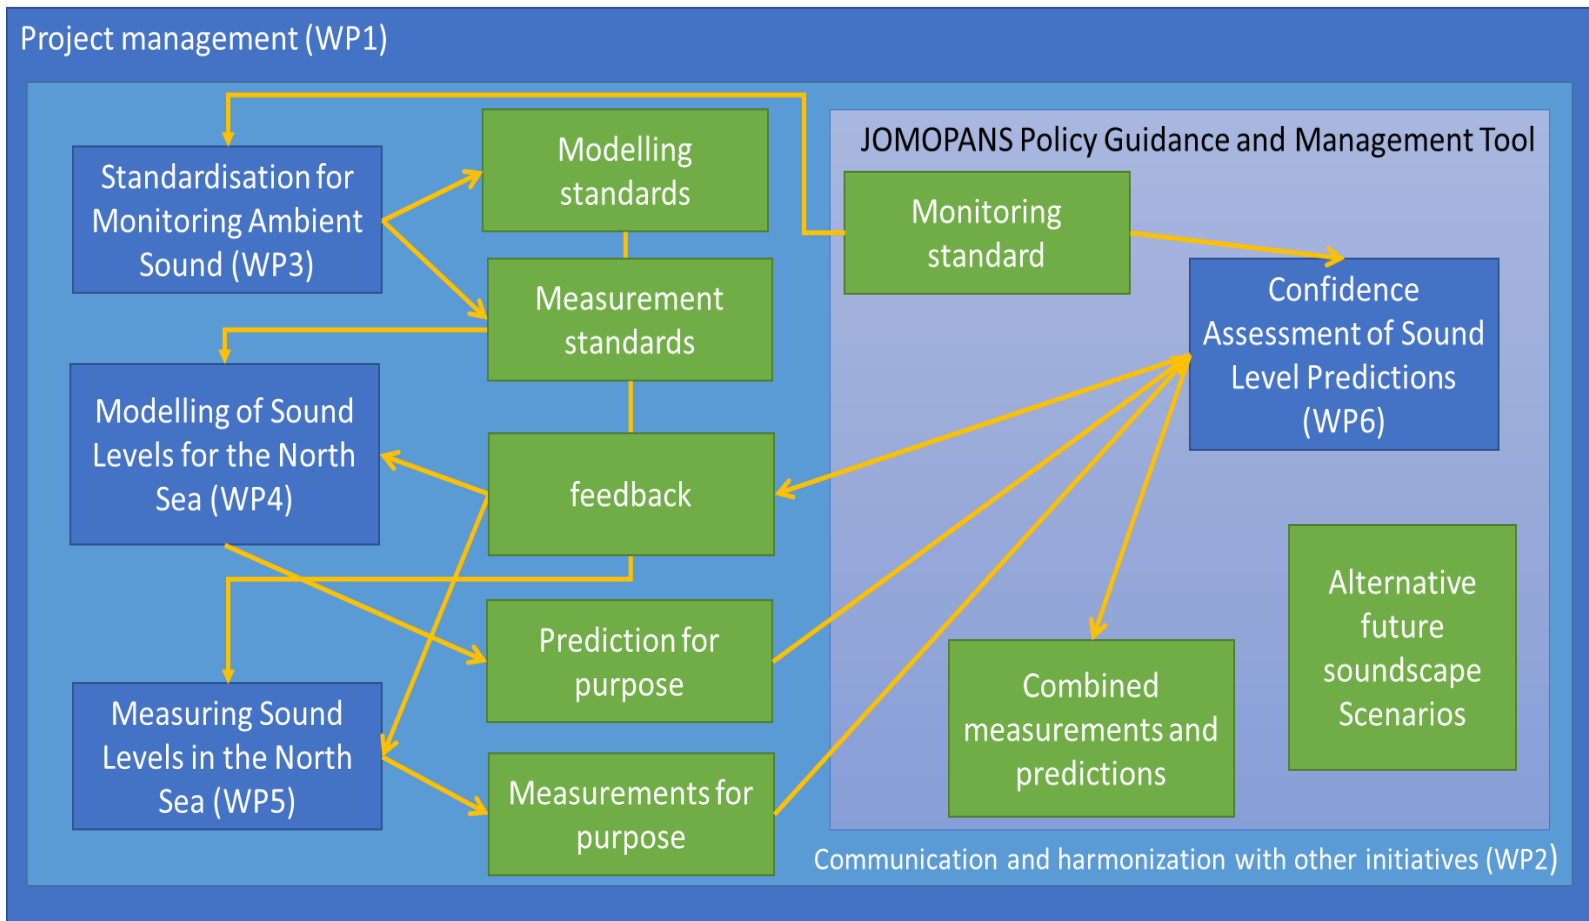 Project management (WP1)
JOMOPANS Policy Guidance and Management Tool
Standardisation for
Monitoring Ambient
Sound (WP3)
Modelling
standards
Monitoring
standard
Measurement
standards
Confidence
Assessment of Sound
Level Predictions
(WP6)
Modelling of Sound
Levels for the North
Sea (WP4)
feedback
Alternative
future
soundscape
Scenarios
Prediction for
purpose
Combined
measurements and
predictions
Measuring Sound
Levels in the North
Sea (WP5)
Measurements for
purpose
Communication and harmonization with other initiatives (WP2)